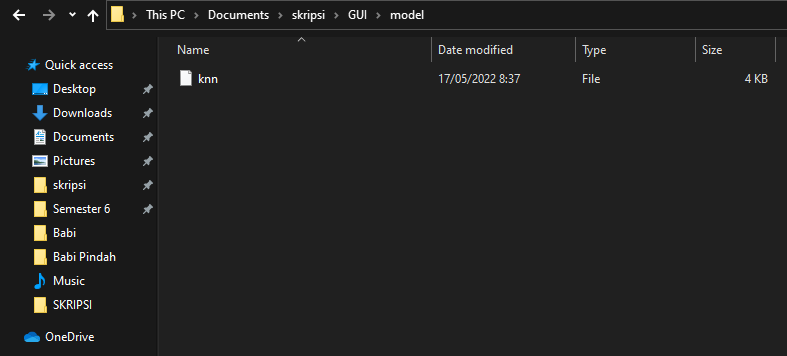 This PC > Documents > skripsi > GUI > model
Name Date modified Type Size
knn 17/05/2022 8:37 File 4 KB
Quick access
Desktop
Downloads
Documents
Pictures
skripsi
Semester 6
Babi
Babi Pindah
Music
SKRIPSI
OneDrive